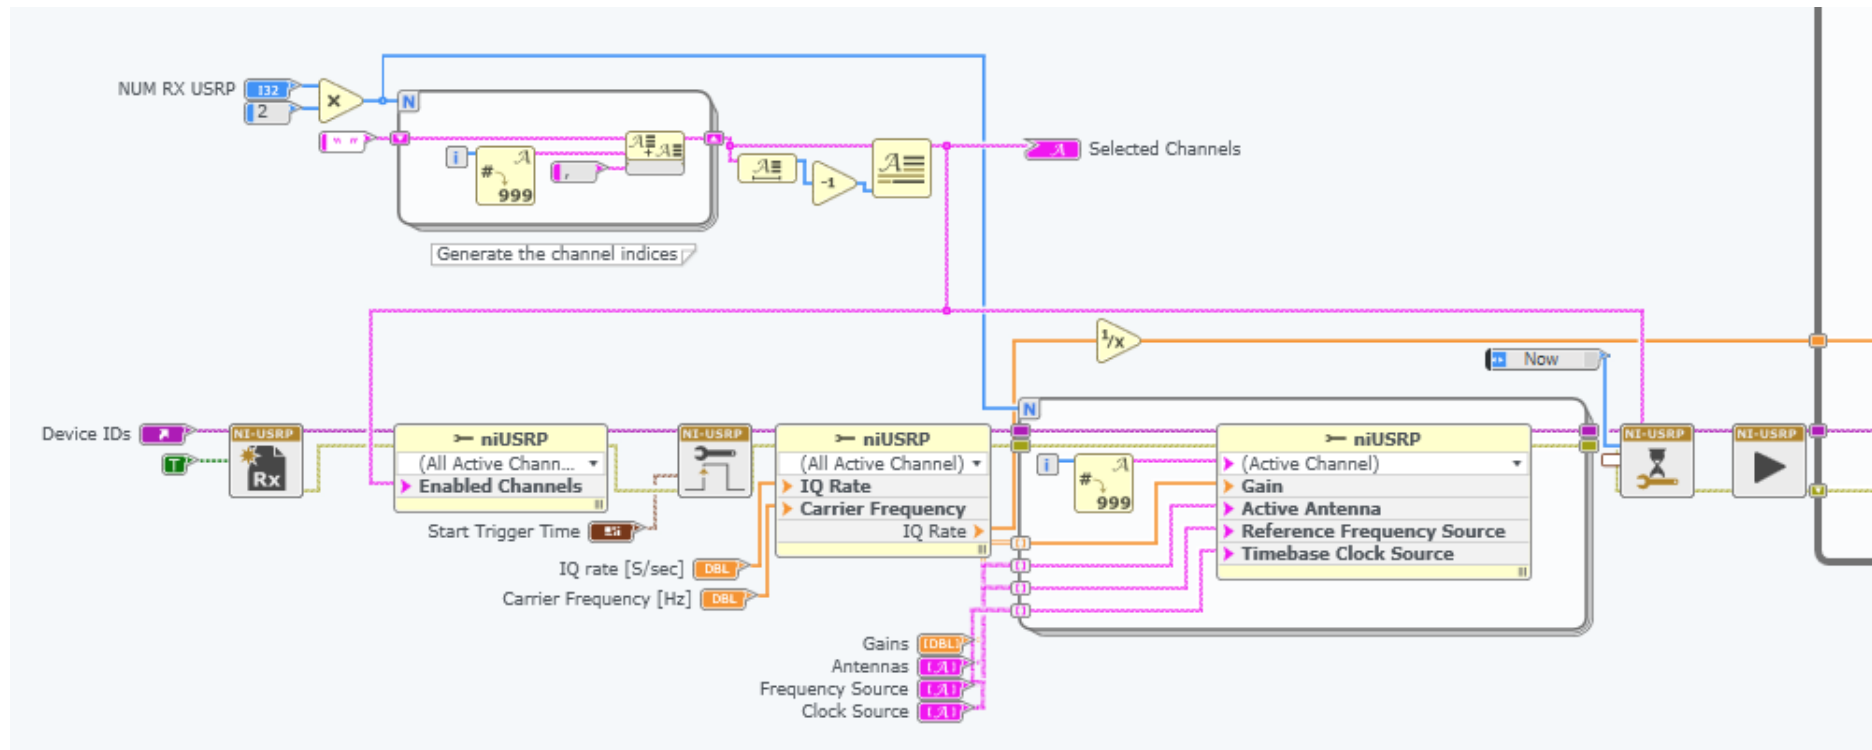 NUM RX USRP
I32
2
x
N
" "
i
A
#
999
A
+ A
,
A
-1
A
A
Selected Channels
Generate the channel indices
1/x
Now
N
Device IDs
T
NI-USRP
Rx
niUSRP
(All Active Chann...
Enabled Channels
NI-USRP
Start Trigger Time
niUSRP
(All Active Channel)
IQ Rate
Carrier Frequency
IQ Rate
IQ rate [S/sec]
DBL
Carrier Frequency [Hz]
DBL
i
A
#
999
niUSRP
(Active Channel)
Gain
Active Antenna
Reference Frequency Source
Timebase Clock Source
NI-USRP
NI-USRP
Gains
[DBL]
Antennas
[A]
Frequency Source
[A]
Clock Source
[A]